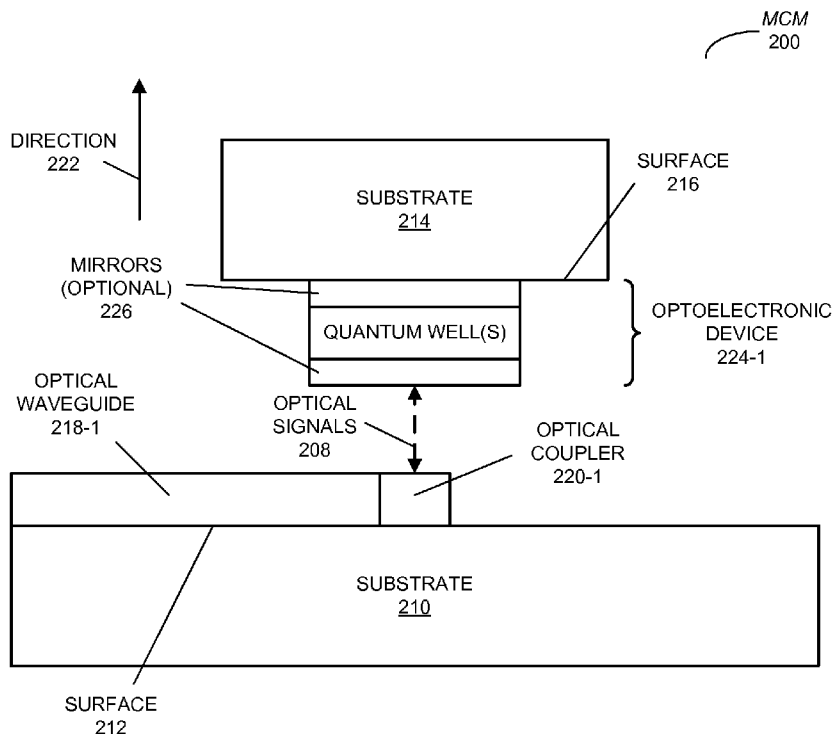 MCM
200
DIRECTION
222
SURFACE
216
SUBSTRATE
214
MIRRORS
(OPTIONAL)
226
QUANTUM WELL(S)
OPTOELECTRONIC
DEVICE
224-1
OPTICAL
WAVEGUIDE
218-1
OPTICAL
SIGNALS
208
OPTICAL
COUPLER
220-1
SUBSTRATE
210
SURFACE
212